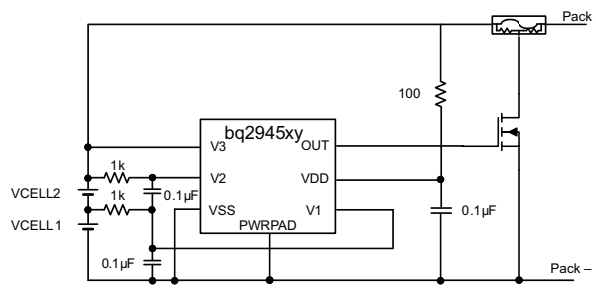 Pack
100
bq2945xy
V3
OUT
1k
V2
VDD
VCELL2
1k
0.1µF
0.1µF
VSS
V1
VCELL1
PWRPAD
0.1µF
Pack –